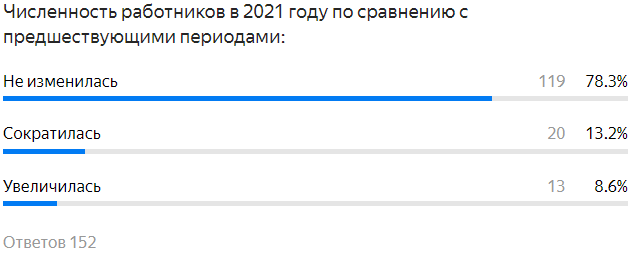 Численность работников в 2021 году по сравнению с
предшествующими периодами:
Не изменилась 119 78.3%
Сократилась 20 13.2%
Увеличилась 13 8.6%
Ответов 152